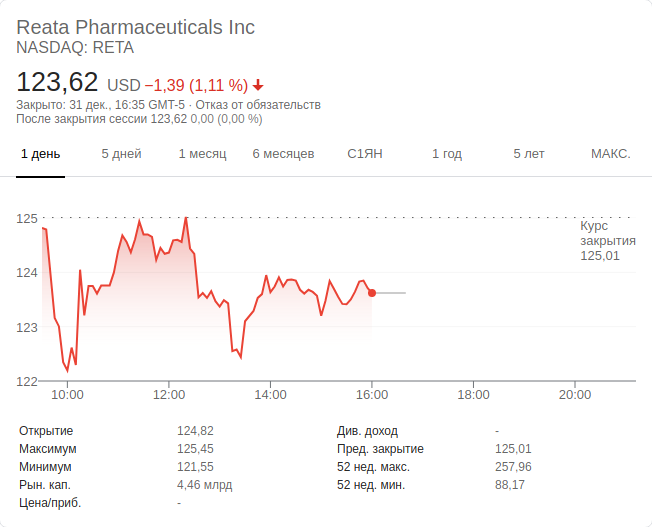 Reata Pharmaceuticals Inc
NASDAQ: RETA
123,62 USD −1,39 (1,11 %)
Закрыто: 31 дек., 16:35 GMT-5 · Отказ от обязательств
После закрытия сессии 123,62 0,00 (0,00 %)
1 день 5 дней 1 месяц 6 месяцев С1ЯН 1 год 5 лет МАКС.
125
Курс
закрытия
125,01
124
123
122
10:00 12:00 14:00 16:00 18:00 20:00
Открытие 124,82 Див. доход -
Максимум 125,45 Пред. закрытие 125,01
Минимум 121,55 52 нед. макс. 257,96
Рын. кап. 4,46 млрд 52 нед. мин. 88,17
Цена/приб. -